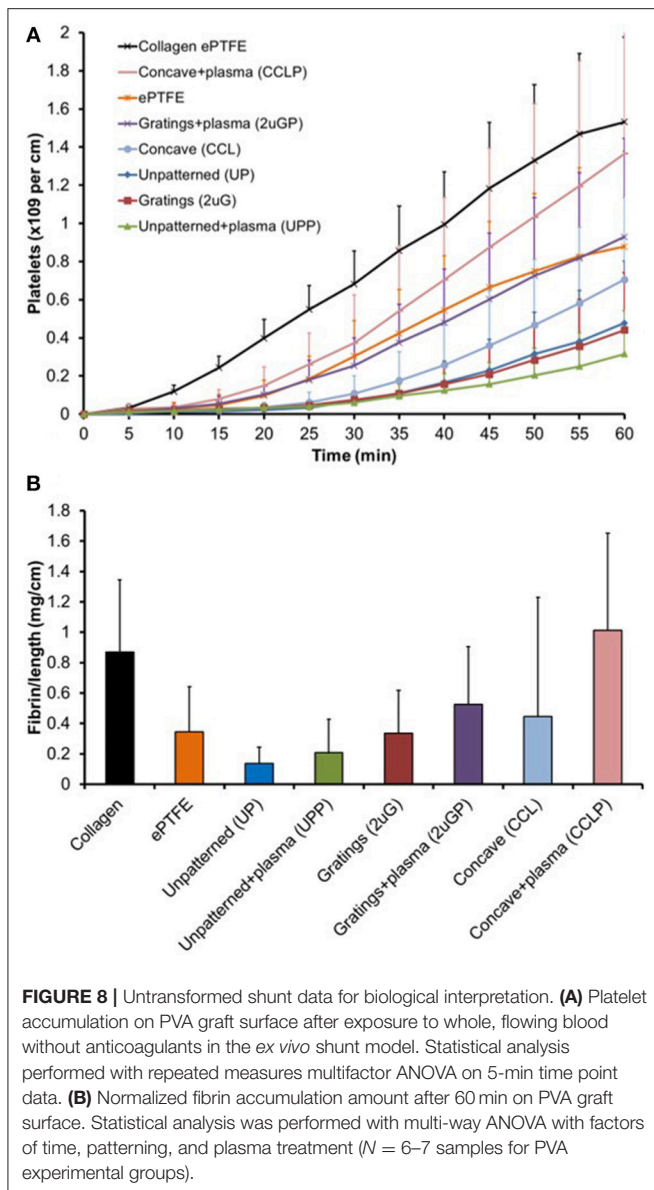 A
Platelets (x109 per cm)
2
1.8
1.6
1.4
1.2
1
0.8
0.6
0.4
0.2
0
Collagen ePTFE
Concave+plasma (CCLP)
ePTFE
Gratings+plasma (2uGP)
Concave (CCL)
Unpatterned (UP)
Gratings (2uG)
Unpatterned+plasma (UPP)
0 5 10 15 20 25 30 35 40 45 50 55 60
Time (min)
B
Fibrin/length (mg/cm)
1.8
1.6
1.4
1.2
1
0.8
0.6
0.4
0.2
0
Collagen
ePTFE
Unpatterned (UP)
Unpatterned+plasma (UPP)
Gratings (2uG)
Gratings+plasma (2uGP)
Concave (CCL)
Concave+plasma (CCLP)
FIGURE 8 | Untransformed shunt data for biological interpretation. (A) Platelet
accumulation on PVA graft surface after exposure to whole, flowing blood
without anticoagulants in the ex vivo shunt model. Statistical analysis
performed with repeated measures multifactor ANOVA on 5-min time point
data. (B) Normalized fibrin accumulation amount after 60 min on PVA graft
surface. Statistical analysis was performed with multi-way ANOVA with factors
of time, patterning, and plasma treatment (N = 6–7 samples for PVA
experimental groups).